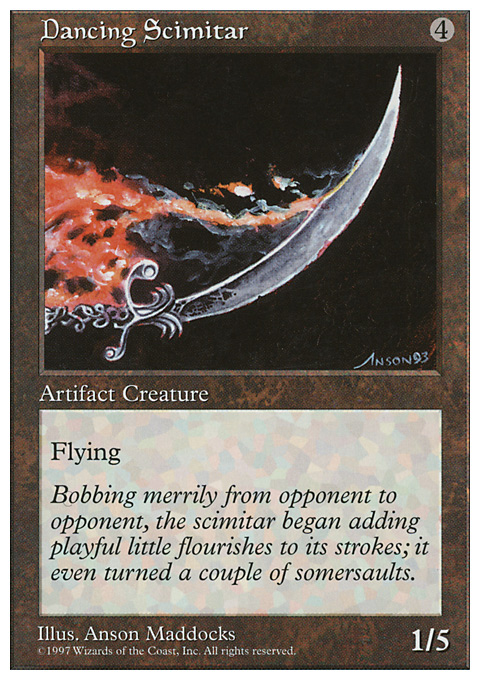 Dancing Scimitar 4
ANSON93
Artifact Creature
Flying
Bobbing merrily from opponent to
opponent, the scimitar began adding
playful little flourishes to its strokes; it
even turned a couple of somersaults.
Illus. Anson Maddocks
©1997 Wizards of the Coast, Inc. All rights reserved.
1/5